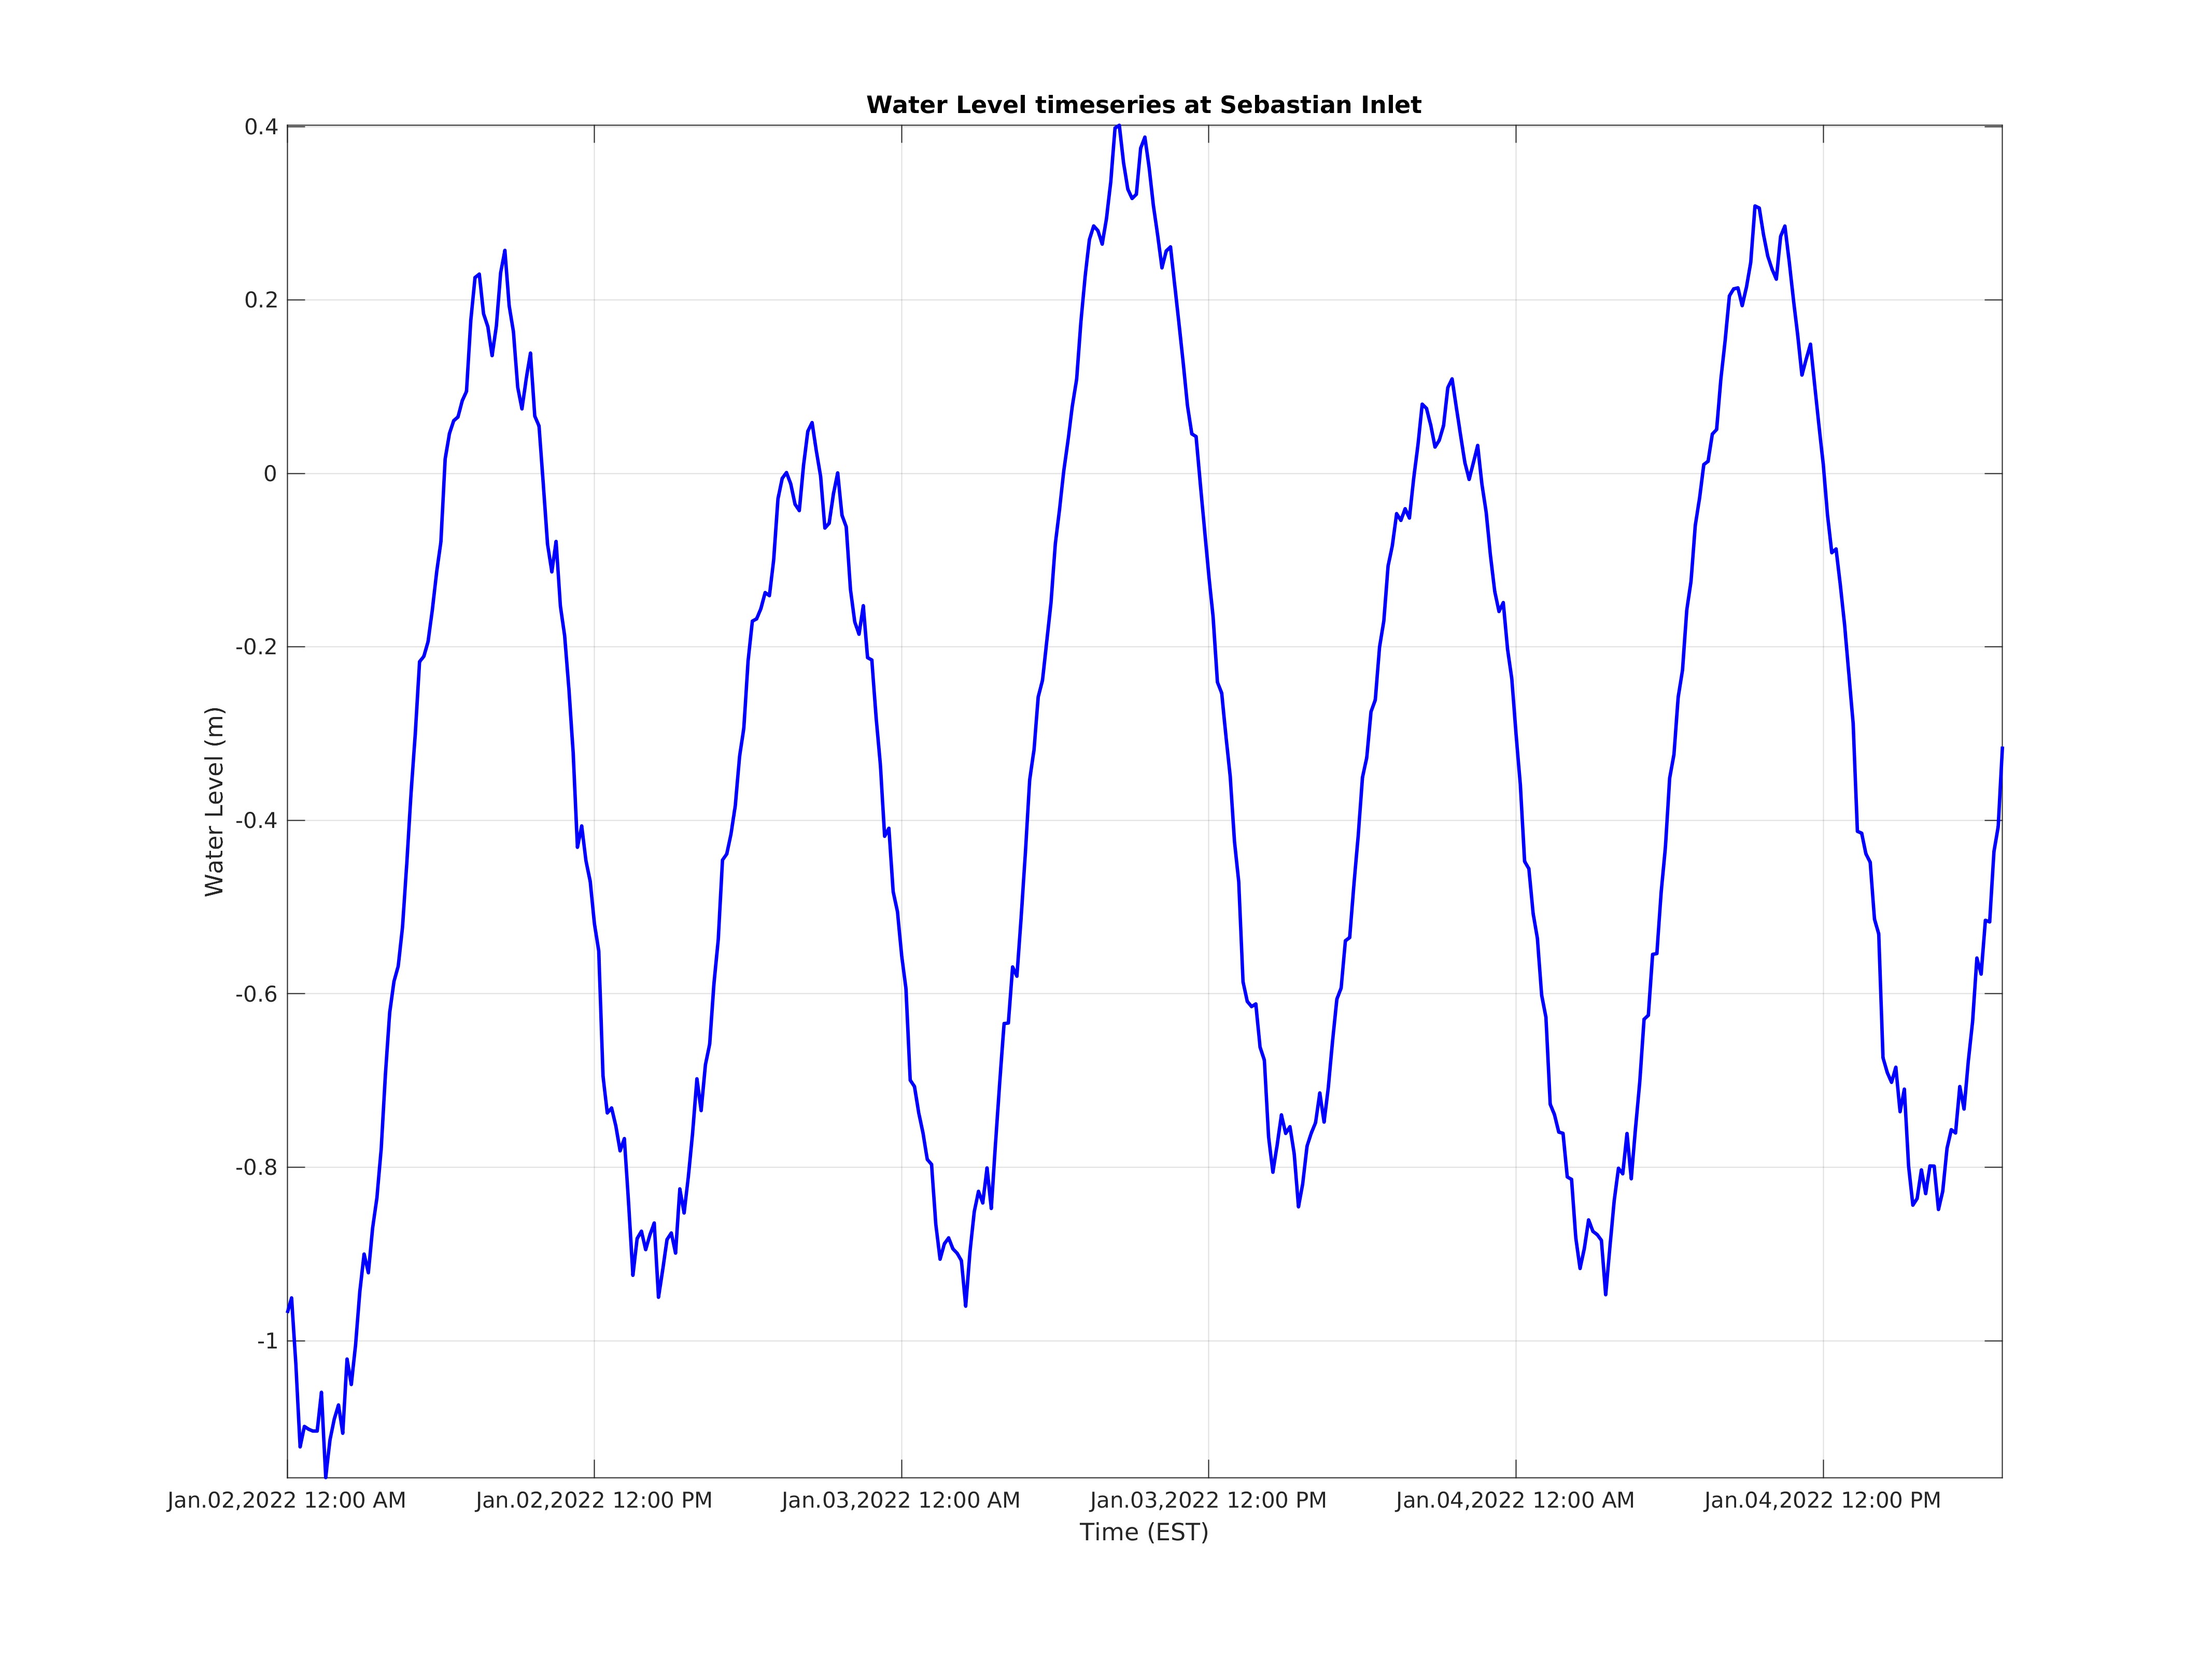 Water Level timeseries at Sebastian Inlet
0.4
0.2
0
-0.2
-0.4
-0.6
-0.8
-1
Water Level (m)
Jan.02,2022 12:00 AM Jan.02,2022 12:00 PM Jan.03,2022 12:00 AM Jan.03,2022 12:00 PM Jan.04,2022 12:00 AM Jan.04,2022 12:00 PM
Time (EST)